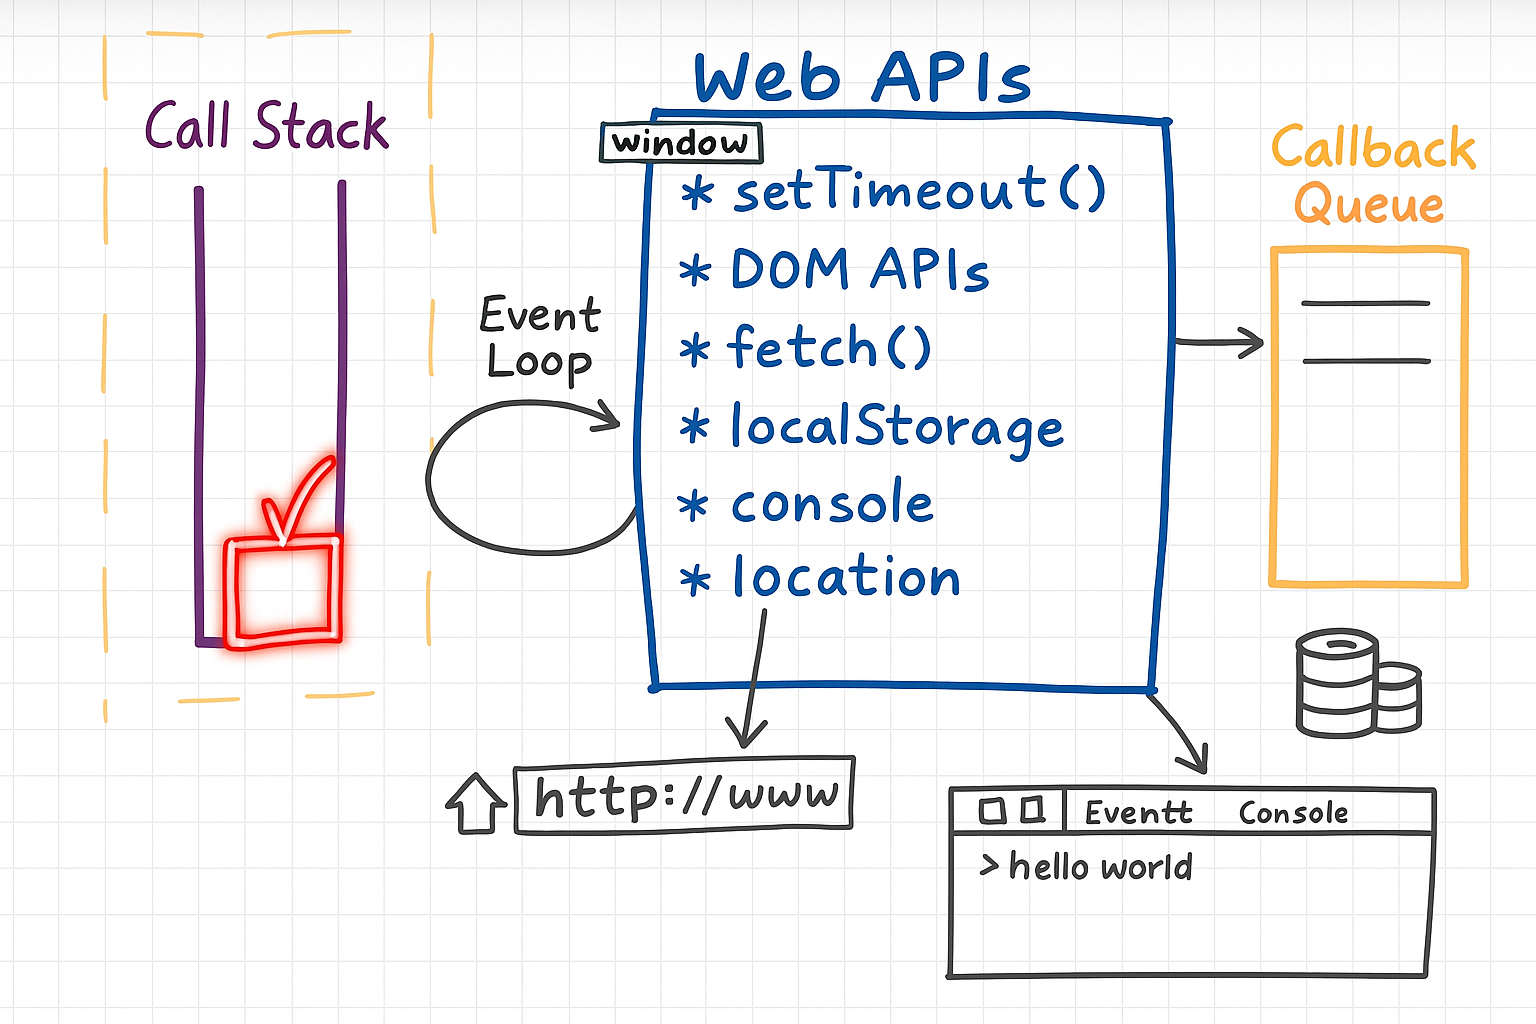 Call Stack
Event
Loop
Web APIs
window
* setTimeout()
* DOM APIs
* fetch()
* localStorage
* console
* location
Callback
Queue
http://www
Eventt Console
> hello world